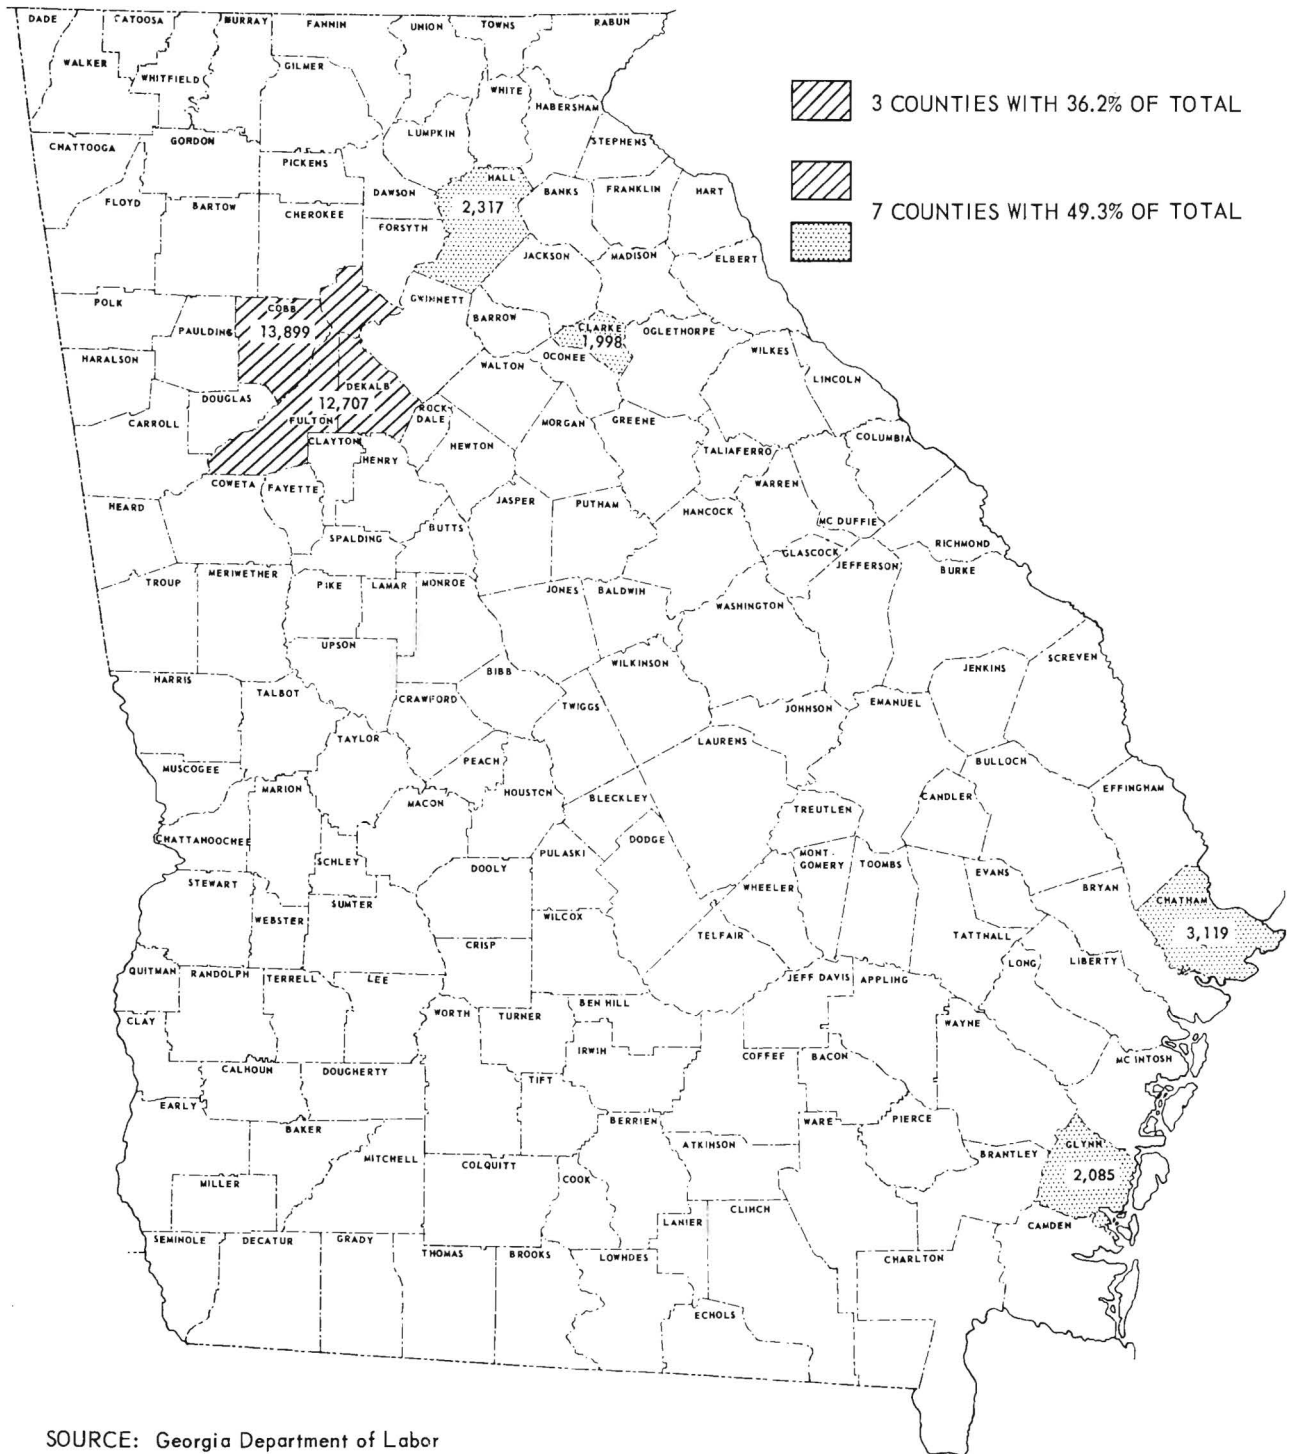 DADE
CATOOSA
MURRAY
FANNIN
UNION
TOWNS
RABUN
WALKER
WHITFIELD
GILMER
WHITE
HABERSHAM
3 COUNTIES WITH 36.2% OF TOTAL
LUMPKIN
STEPHENS
CHATTOOGA
GORDON
PICKENS
DAWSON
HALL
BANKS
FRANKLIN
HART
FLOYD
BARTOW
CHEROKEE
2,317
7 COUNTIES WITH 49.3% OF TOTAL
FORSYTH
JACKSON
MADISON
ELBERT
POLK
COBB
GWINNETT
BARROW
PAULDING
13,899
CLARKE
1,998
OGLETHORPE
HARALSON
OCONEE
WALTON
WILKES
LINCOLN
DOUGLAS
DEKALB
12,707
ROCK
DALE
CARROLL
FULTON
MORGAN
GREENE
CLAYTON
HENRY
HEWTON
TALIAFERRO
COLUMBIA
COWETA
FAYETTE
WARREN
HEARD
JASPER
PUTHAM
HANCOCK
BUTTS
MC DUFFIE
SPALDING
GLASCOCK
RICHMOND
JEFFERSON
BURKE
TROUP
MERIWETHER
PIKE
LAMAR
MONROE
JONES
BALDWIH
WASHINGTON
UPSON
WILKINSON
SCREVEN
HARRIS
TALBOT
BIBB
JENKINS
CRAWFORD
TWIGGS
JOHNSON
EMANUEL
TAYLOR
LAURENS
MUSCOGEE
PEACH
BULLOCH
MARION
HOUSTON
MACON
BLECKLEY
CANDLER
EFFINGHAM
TREUTLEN
CHATTAHOOCHEE
SCHLEY
DODGE
PULASKI
MONT-
GOMERY
TOOMBS
DOOLY
EVANS
STEWART
WHEELER
BRYAN
SUMTER
CHATHAM
WEBSTER
WILCOX
3,119
CRISP
TELFAIR
TATTNALL
QUITMAN
RANDOLPH
TERRELL
LEE
LONG
LIBERTY
JEFF DAVIS
APPLING
BEN HILL
CLAY
WORTH
TURNER
WAYNE
IRWIH
COFFEF
BACON
MC INTOSH
CALHOUN
DOUGHERTY
TIFT
EARLY
BAKER
BERRIEN
WARE
PIERCE
ATKINSON
MITCHELL
COLQUITT
BRANTLEY
GLYNN
MILLER
COOK
2,085
CLIHCH
LANIER
CAMDEN
SEMINOLE
DECATUR
GRADY
THOMAS
BROOKS
LOWHDES
CHARLTON
ECHOLS
SOURCE: Georgia Department of Labor